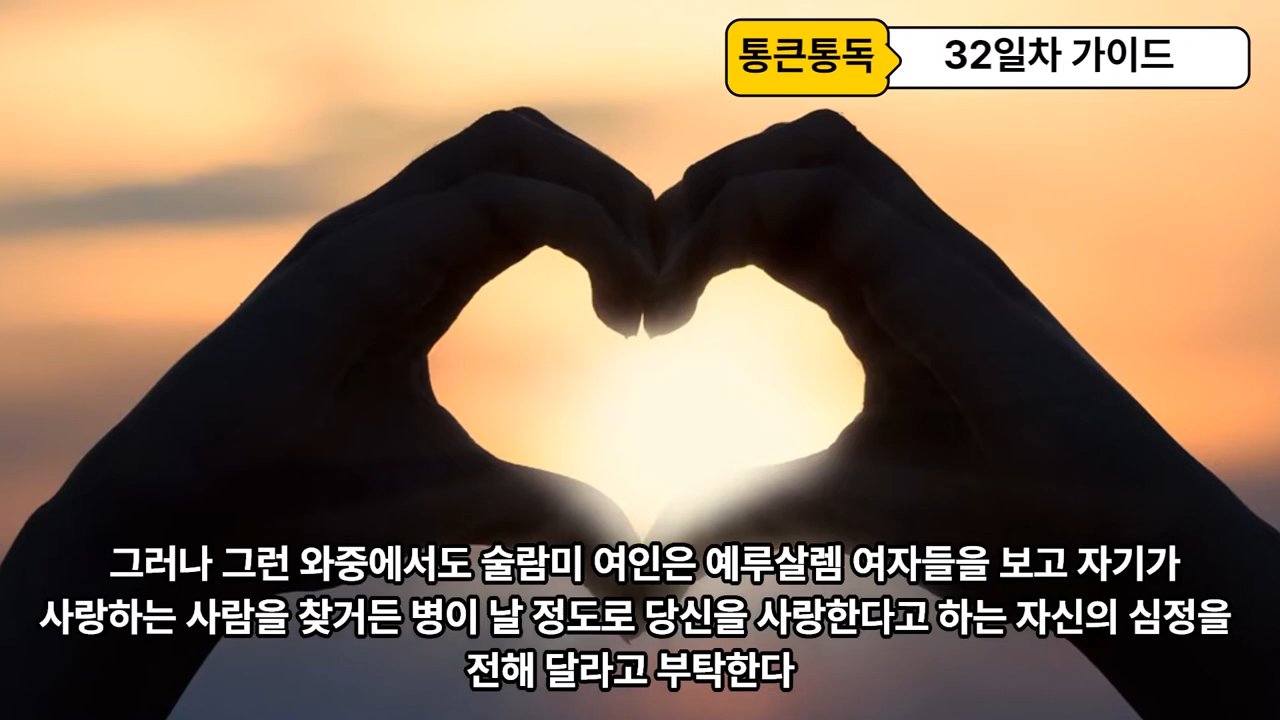 통큰통독 32일차 가이드
그러나 그런 와중에서도 술람미 여인은 예루살렘 여자들을 보고 자기가
사랑하는 사람을 찾거든 병이 날 정도로 당신을 사랑한다고 하는 자신의 심정을
전해 달라고 부탁한다